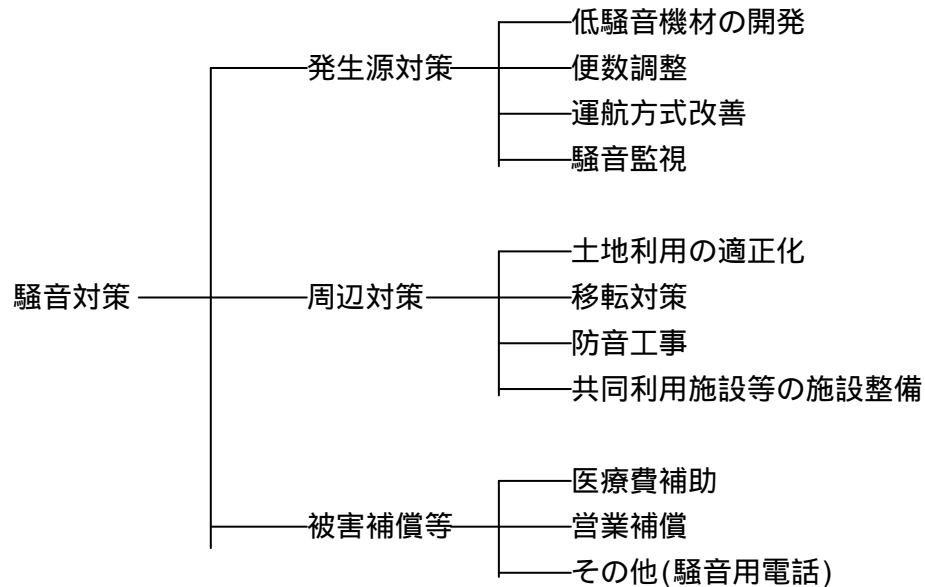 低騒音機材の開発
発生源対策
便数調整
運航方式改善
騒音監視
土地利用の適正化
騒音対策
周辺対策
移転対策
防音工事
共同利用施設等の施設整備
医療費補助
被害補償等
営業補償
その他(騒音用電話)